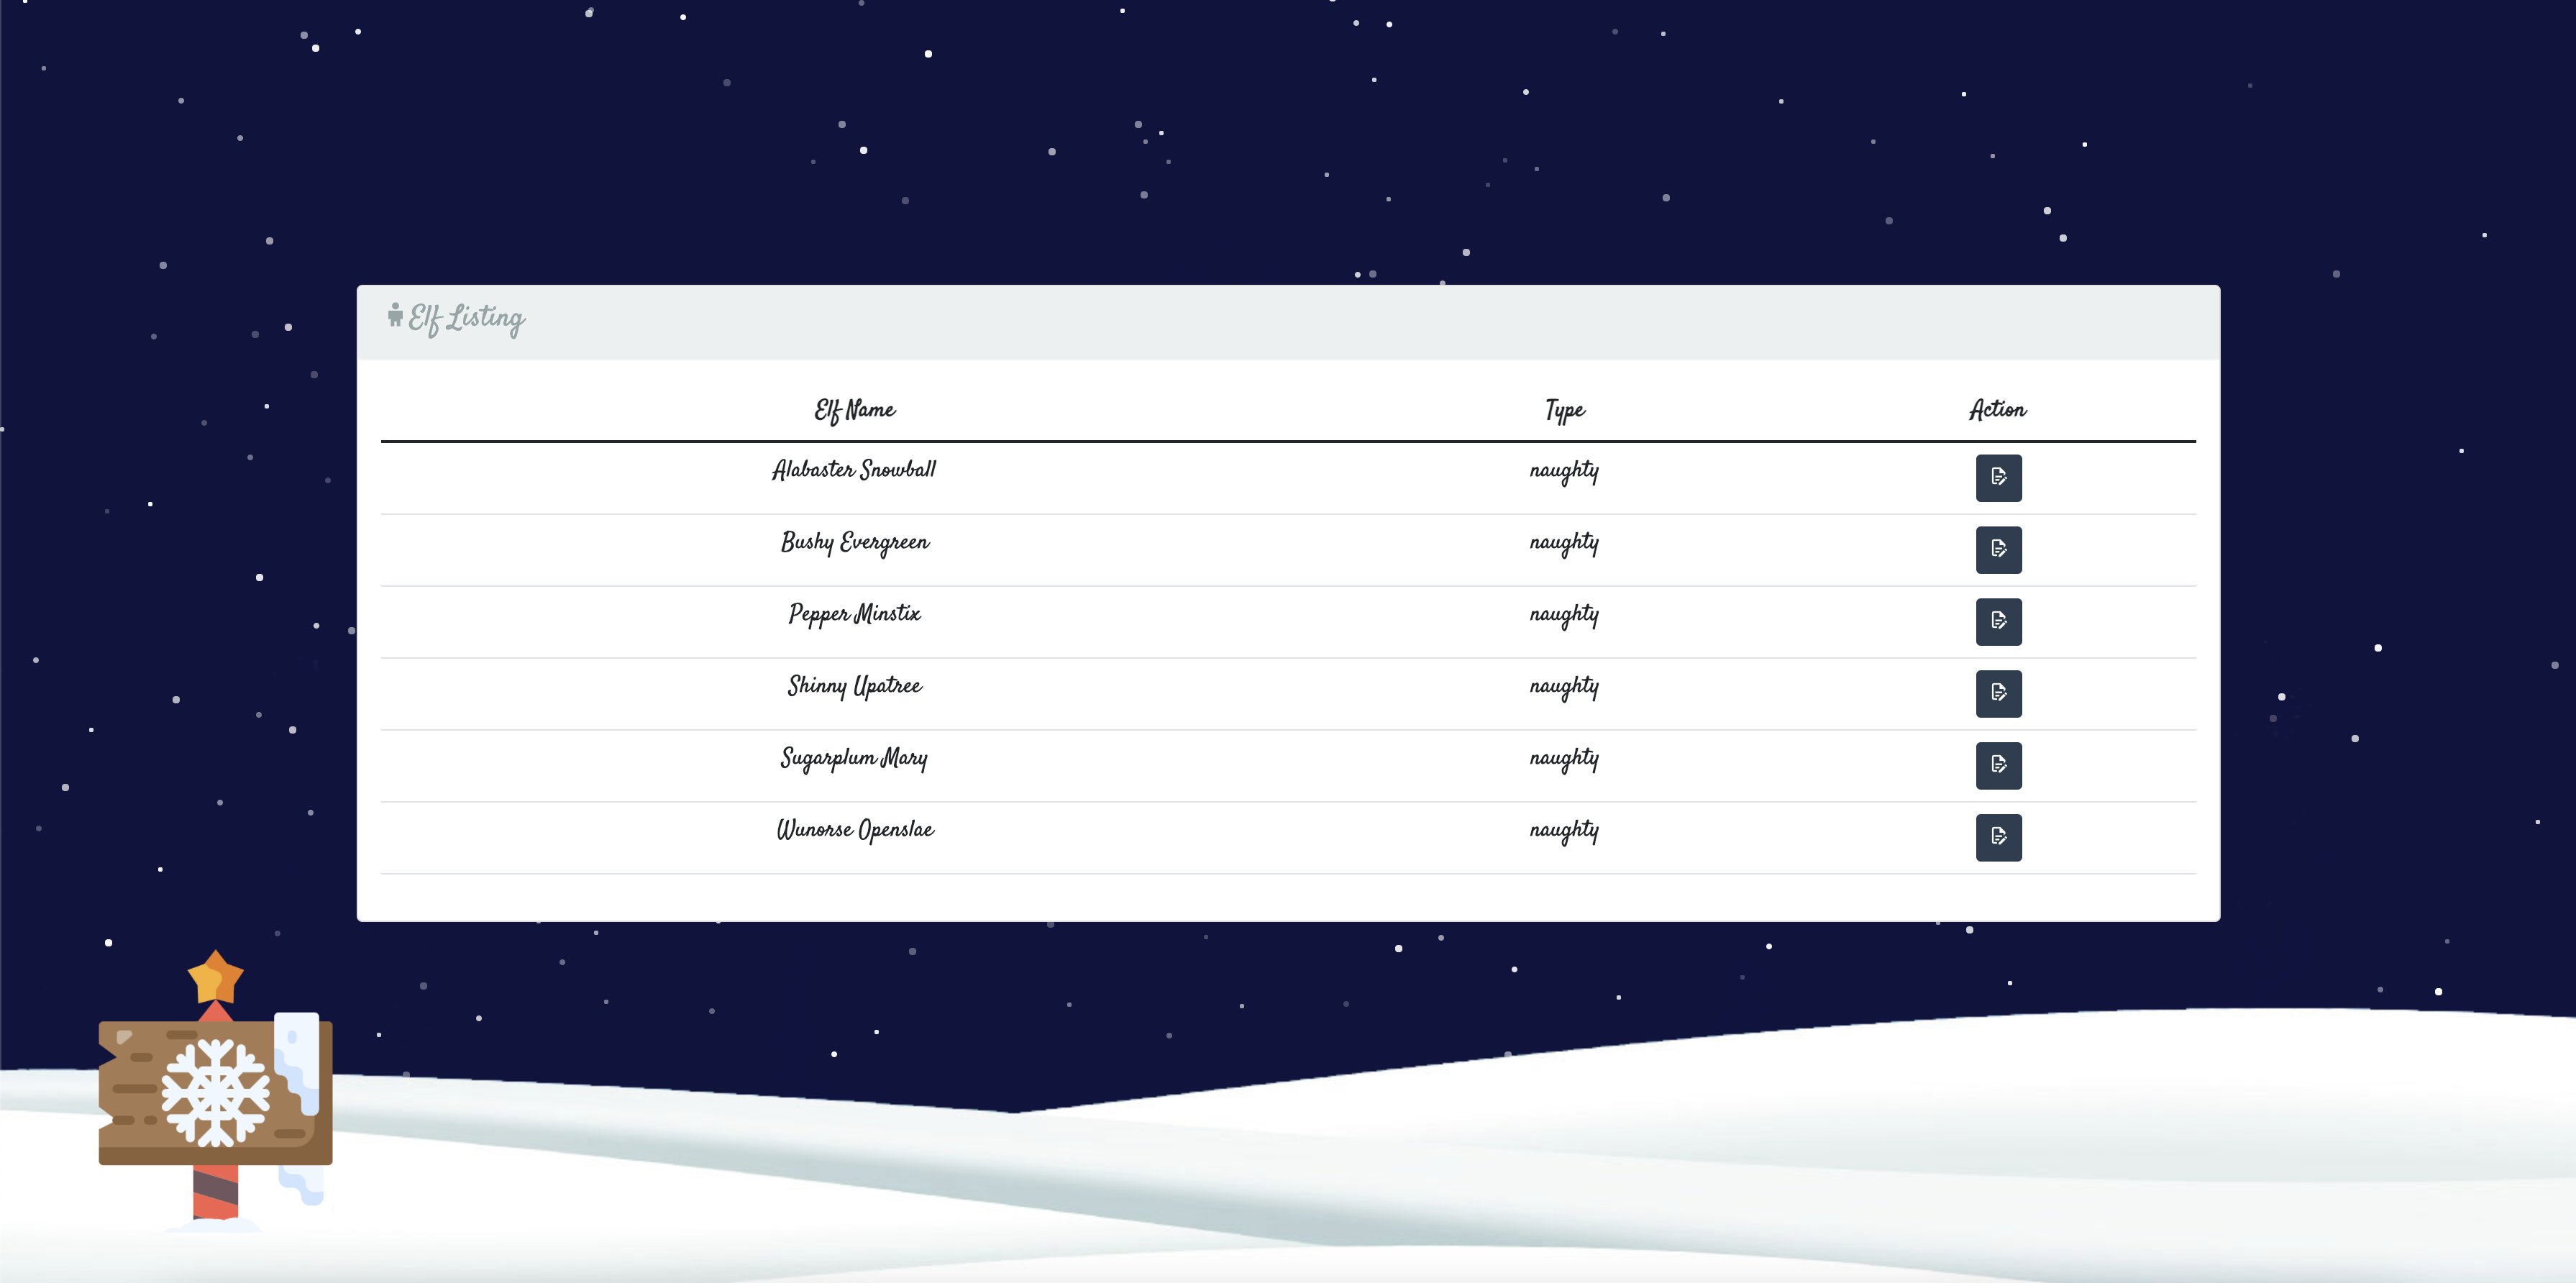 Elf Listing
Elf Name Type Action
Alabaster Snowball naughty
Bushy Evergreen naughty
Pepper Minstix naughty
Shinny Upatree naughty
Sugarplum Mary naughty
Wunorse Openslae naughty